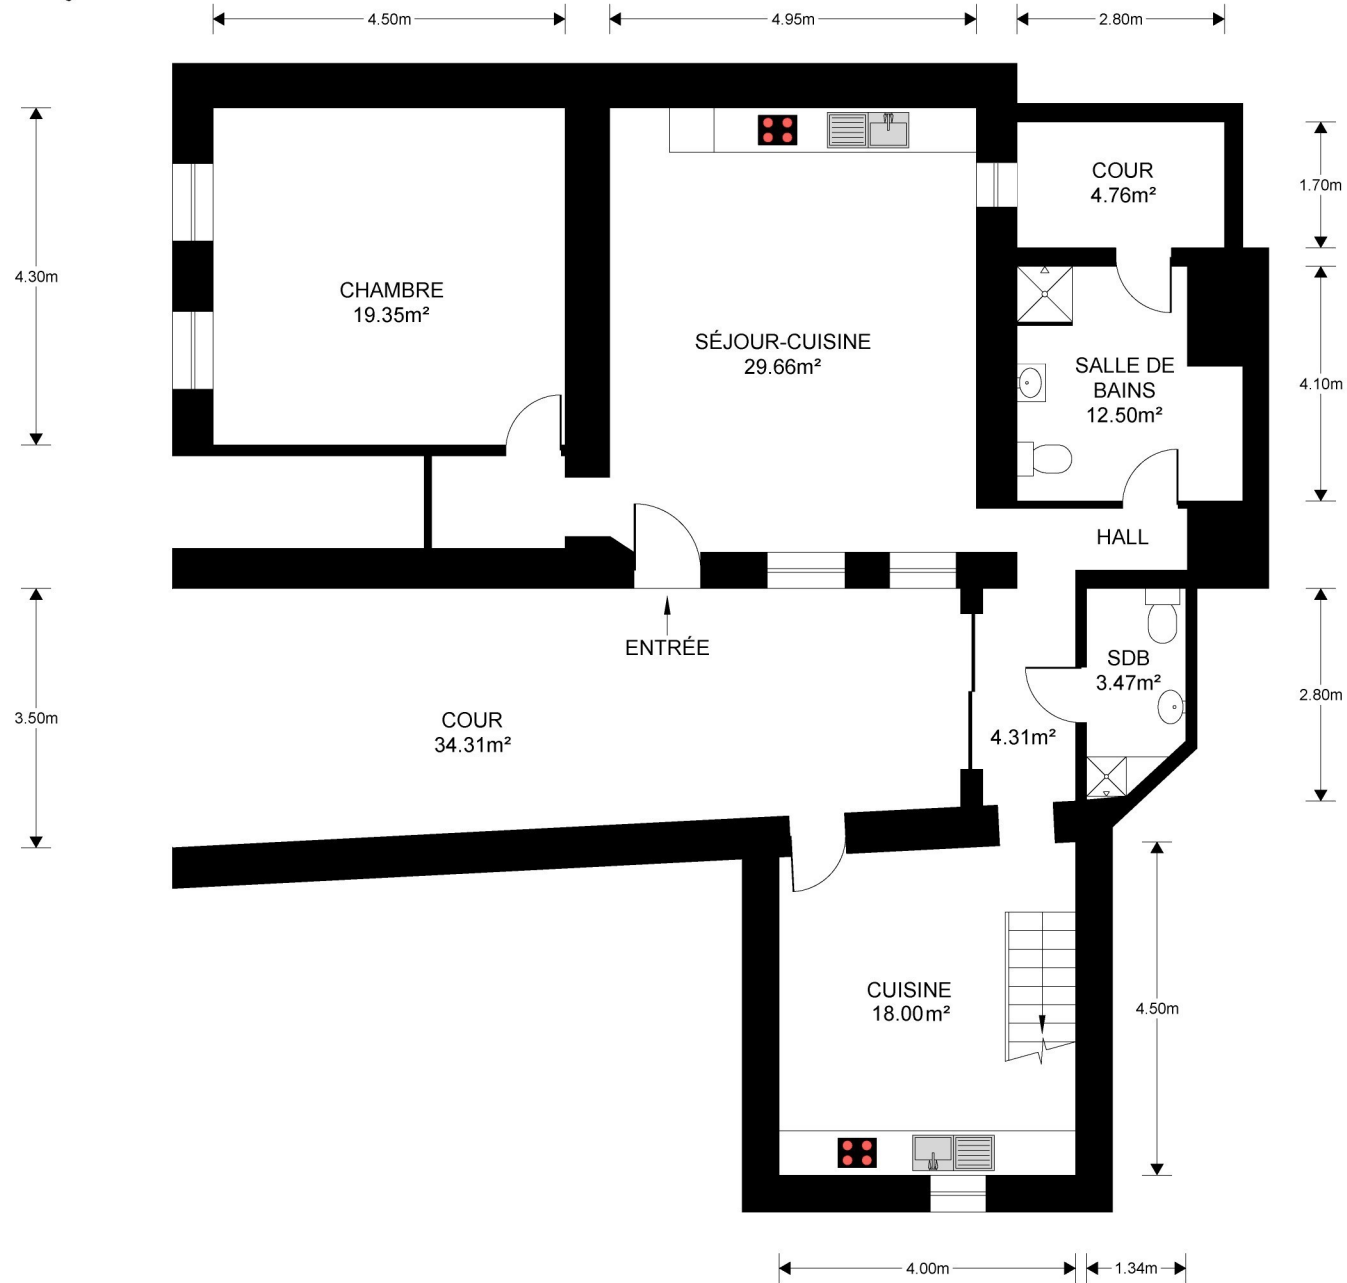 4.50m
4.95m
2.80m
COUR
4.76m²
1.70m
4.30m
CHAMBRE
19.35m²
SÉJOUR-CUISINE
29.66m²
SALLE DE
BAINS
12.50m²
4.10m
HALL
ENTRÉE
SDB
3.47m²
2.80m
3.50m
COUR
34.31m²
4.31m²
CUISINE
18.00m²
4.50m
4.00m
1.34m